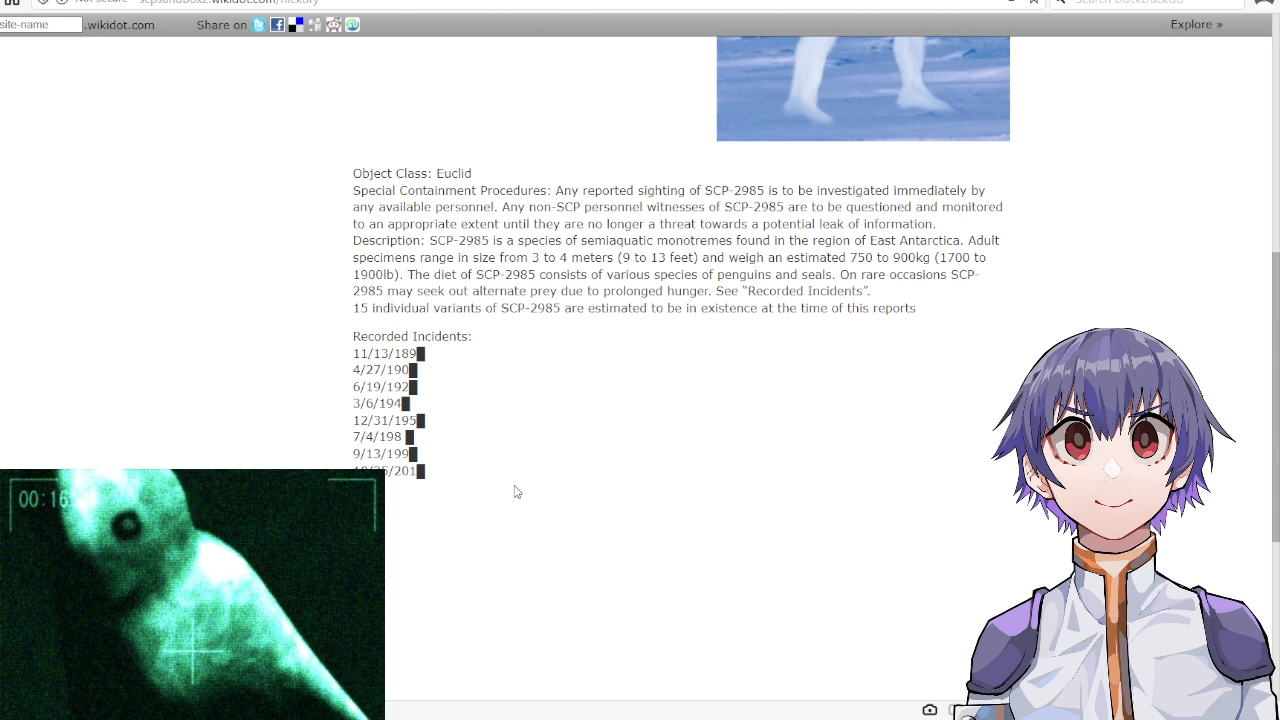 site-name .wikidot.com Share on Explore »
Object Class: Euclid
Special Containment Procedures: Any reported sighting of SCP-2985 is to be investigated immediately by
any available personnel. Any non-SCP personnel witnesses of SCP-2985 are to be questioned and monitored
to an appropriate extent until they are no longer a threat towards a potential leak of information.
Description: SCP-2985 is a species of semiaquatic monotremes found in the region of East Antarctica. Adult
specimens range in size from 3 to 4 meters (9 to 13 feet) and weigh an estimated 750 to 900kg (1700 to
1900lb). The diet of SCP-2985 consists of various species of penguins and seals. On rare occasions SCP-
2985 may seek out alternate prey due to prolonged hunger. See “Recorded Incidents”.
15 individual variants of SCP-2985 are estimated to be in existence at the time of this reports
Recorded Incidents:
11/13/189█
4/27/190█
6/19/192█
3/6/194█
12/31/195█
7/4/198 █
9/13/199█
/201█
00:16